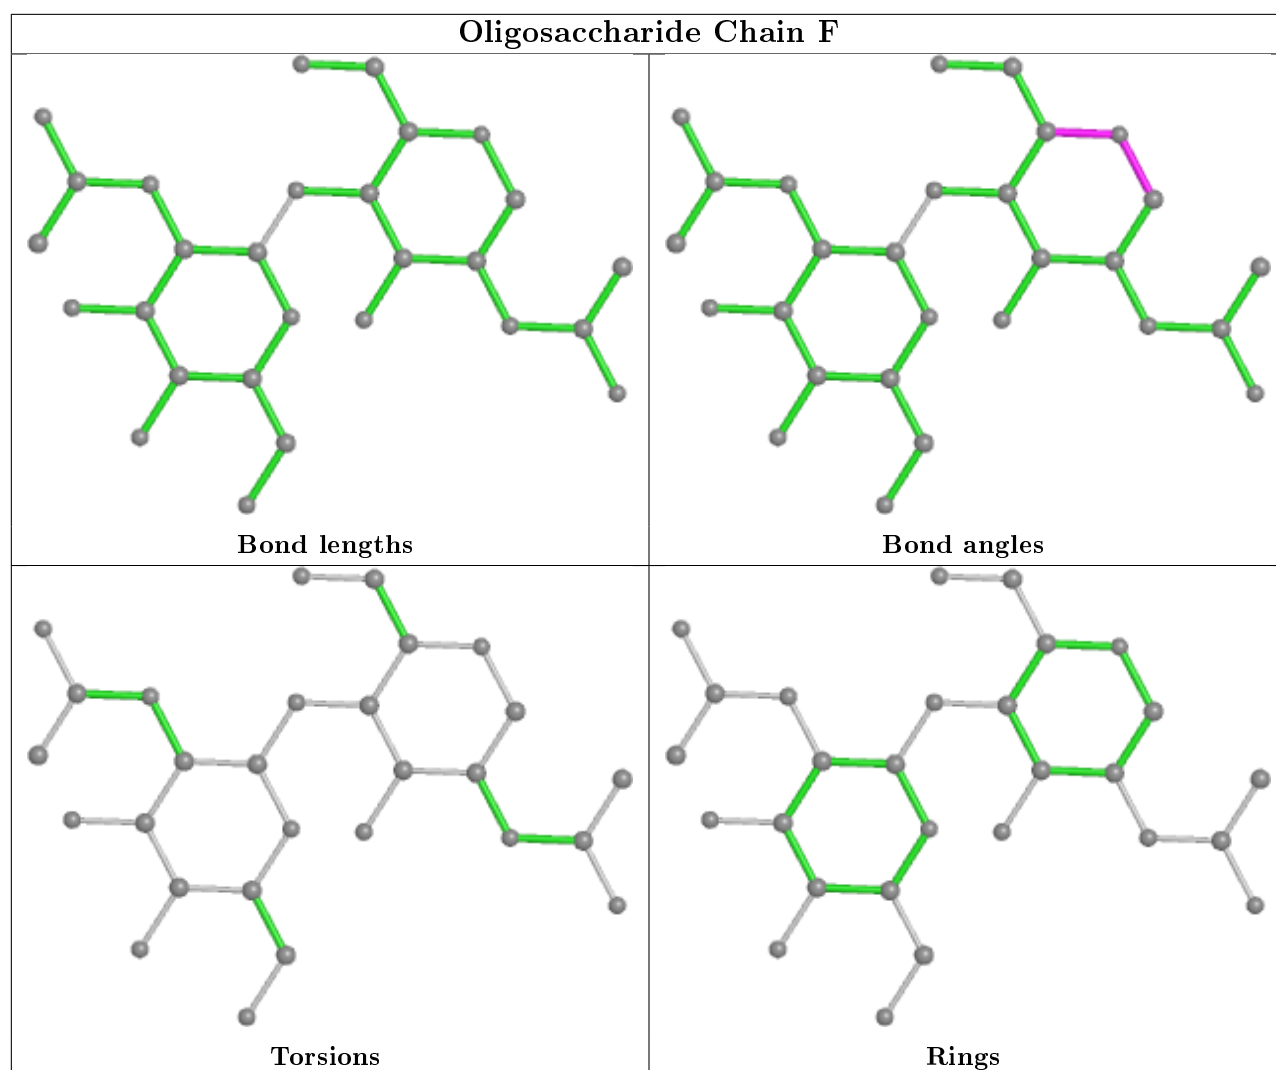 Oligosaccharide Chain F
Bond lengths
Bond angles
Torsions
Rings